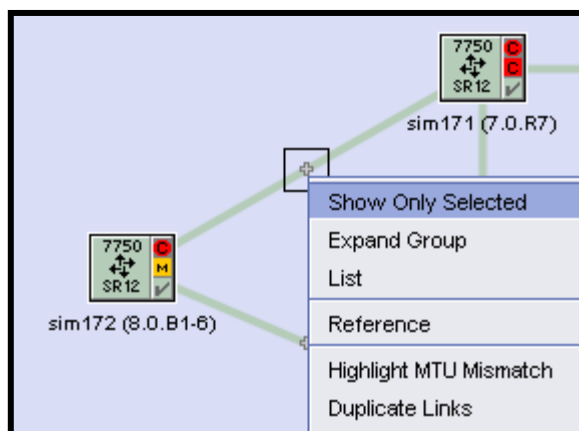 7750 C
C
SR12
sim171 (7.0.R7)
Show Only Selected
Expand Group
7750 C
M
SR12
List
sim172 (8.0.B1-6)
Reference
Highlight MTU Mismatch
Duplicate Links